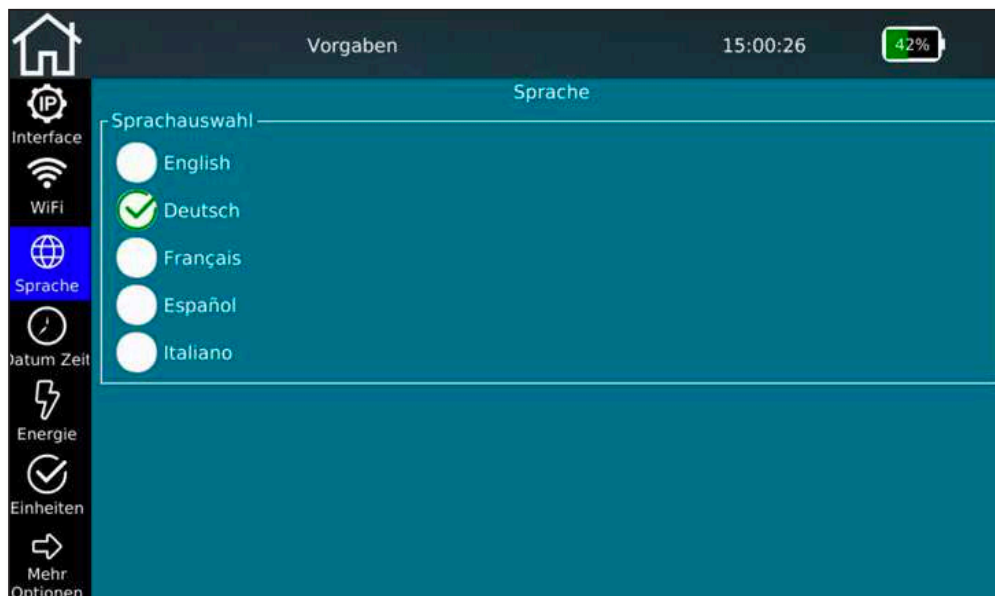 Vorgaben 15:00:26 42%
Sprache
Sprachauswahl
English
Deutsch
Français
Español
Italiano
IP
Interface
WiFi
Sprache
Datum Zeit
Energie
Einheiten
Mehr
Optionen